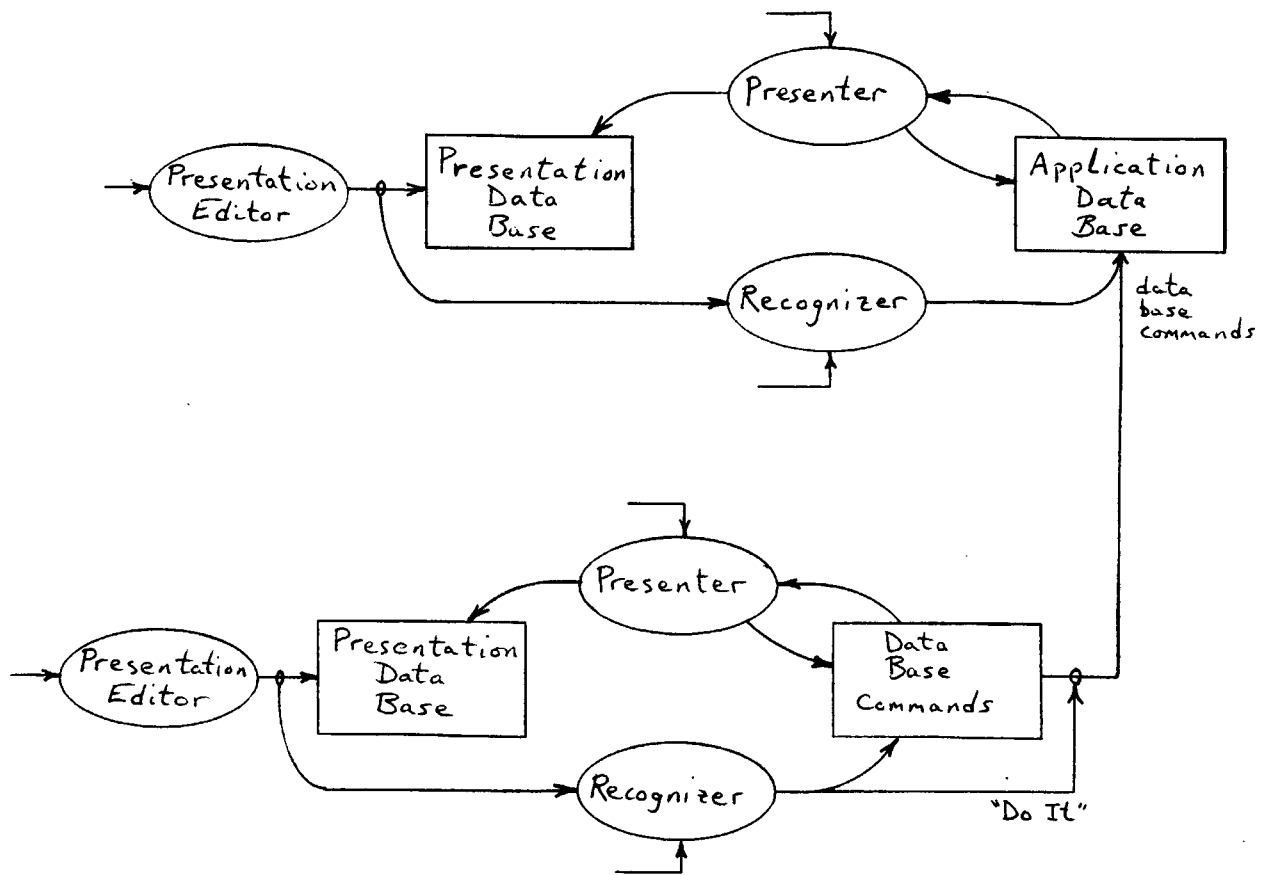 Presenter
Presentation
Editor
Presentation
Data
Base
Application
Data
Base
Recognizer
data
base
commands
Presenter
Presentation
Editor
Presentation
Data
Base
Data
Base
Commands
Recognizer
"Do It"